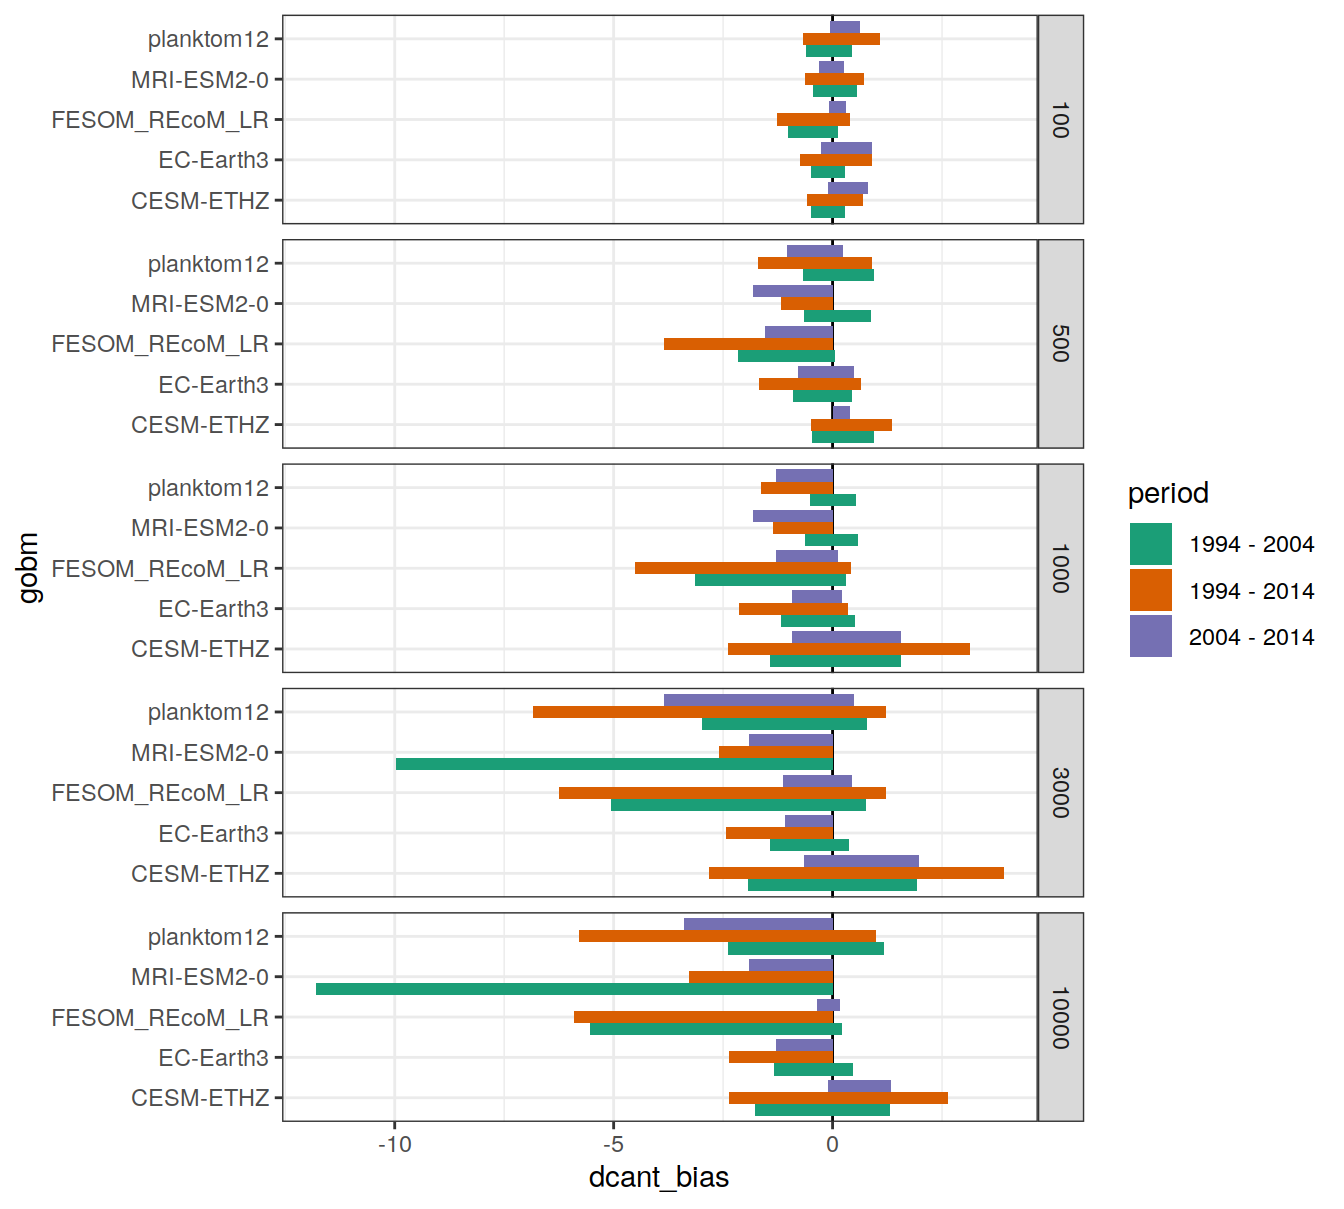 planktom12
MRI-ESM2-0
FESOM_REcoM_LR
EC-Earth3
CESM-ETHZ
100
planktom12
MRI-ESM2-0
FESOM_REcoM_LR
EC-Earth3
CESM-ETHZ
500
planktom12
MRI-ESM2-0
FESOM_REcoM_LR
EC-Earth3
CESM-ETHZ
1000
planktom12
MRI-ESM2-0
FESOM_REcoM_LR
EC-Earth3
CESM-ETHZ
3000
planktom12
MRI-ESM2-0
FESOM_REcoM_LR
EC-Earth3
CESM-ETHZ
10000
-10 -5 0
dcant_bias
gobm
period
1994 - 2004
1994 - 2014
2004 - 2014